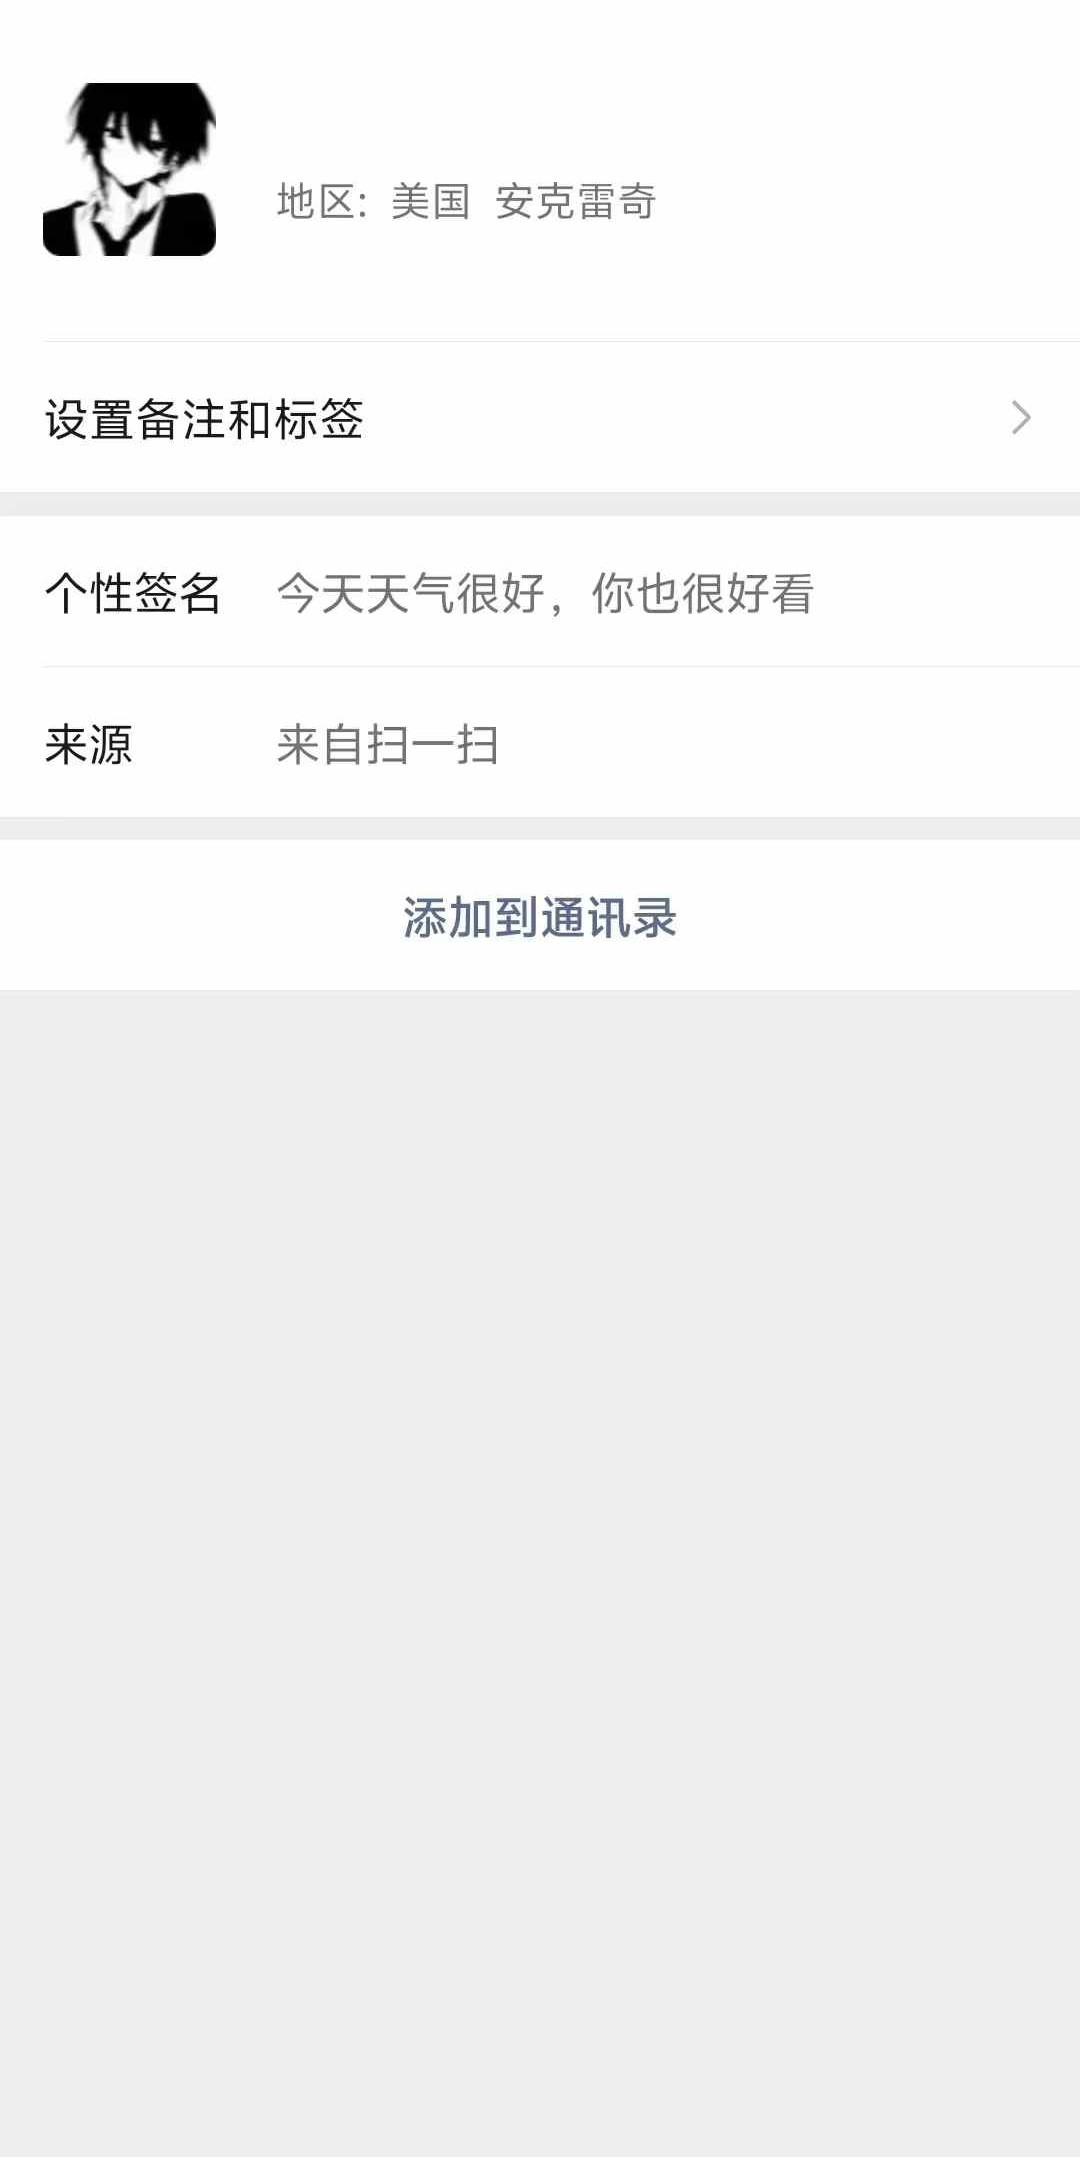 地区: 美国 安克雷奇
设置备注和标签
个性签名 今天天气很好，你也很好看
来源 来自扫一扫
添加到通讯录